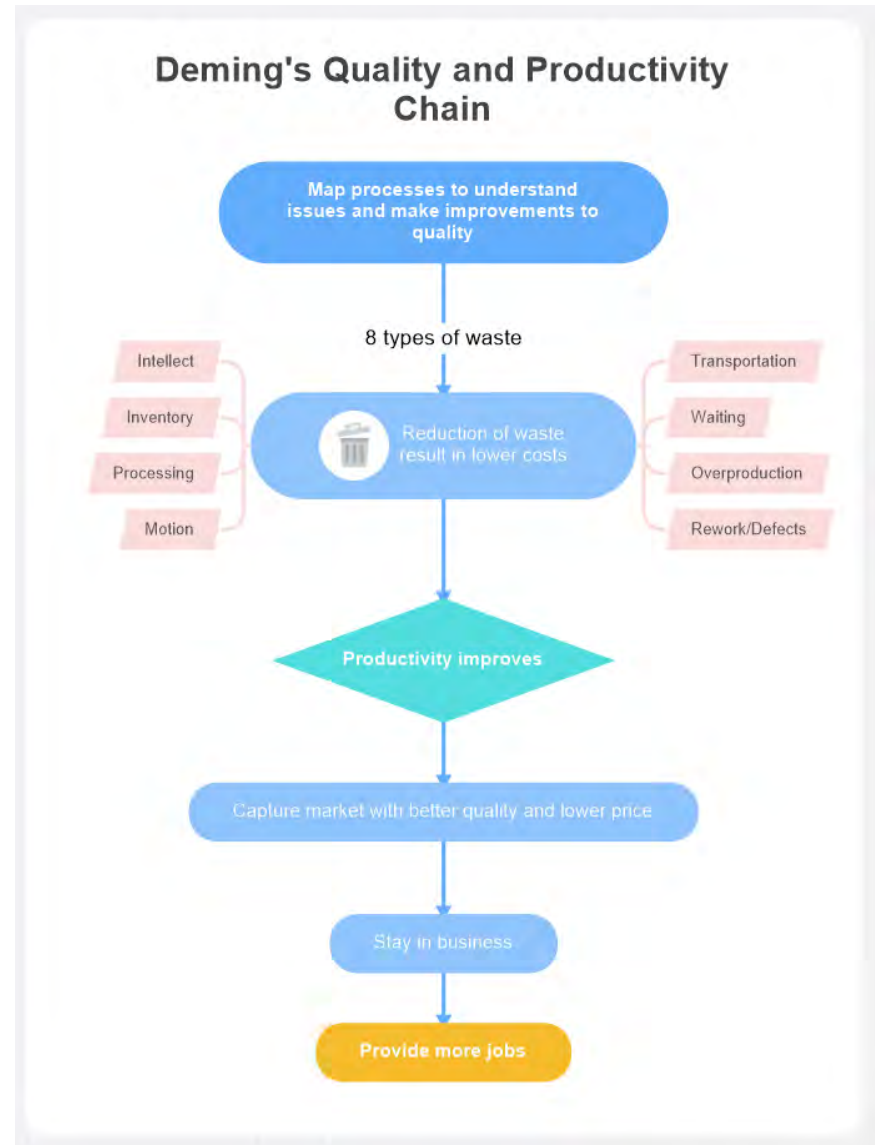 Deming's Quality and Productivity
Chain
Map processes to understand
issues and make improvements to
quality
8 types of waste
Intellect
Inventory
Processing
Motion
Reduction of waste
result in lower costs
Transportation
Waiting
Overproduction
Rework/Defects
Productivity improves
Capture market with better quality and lower price
Stay in business
Provide more jobs